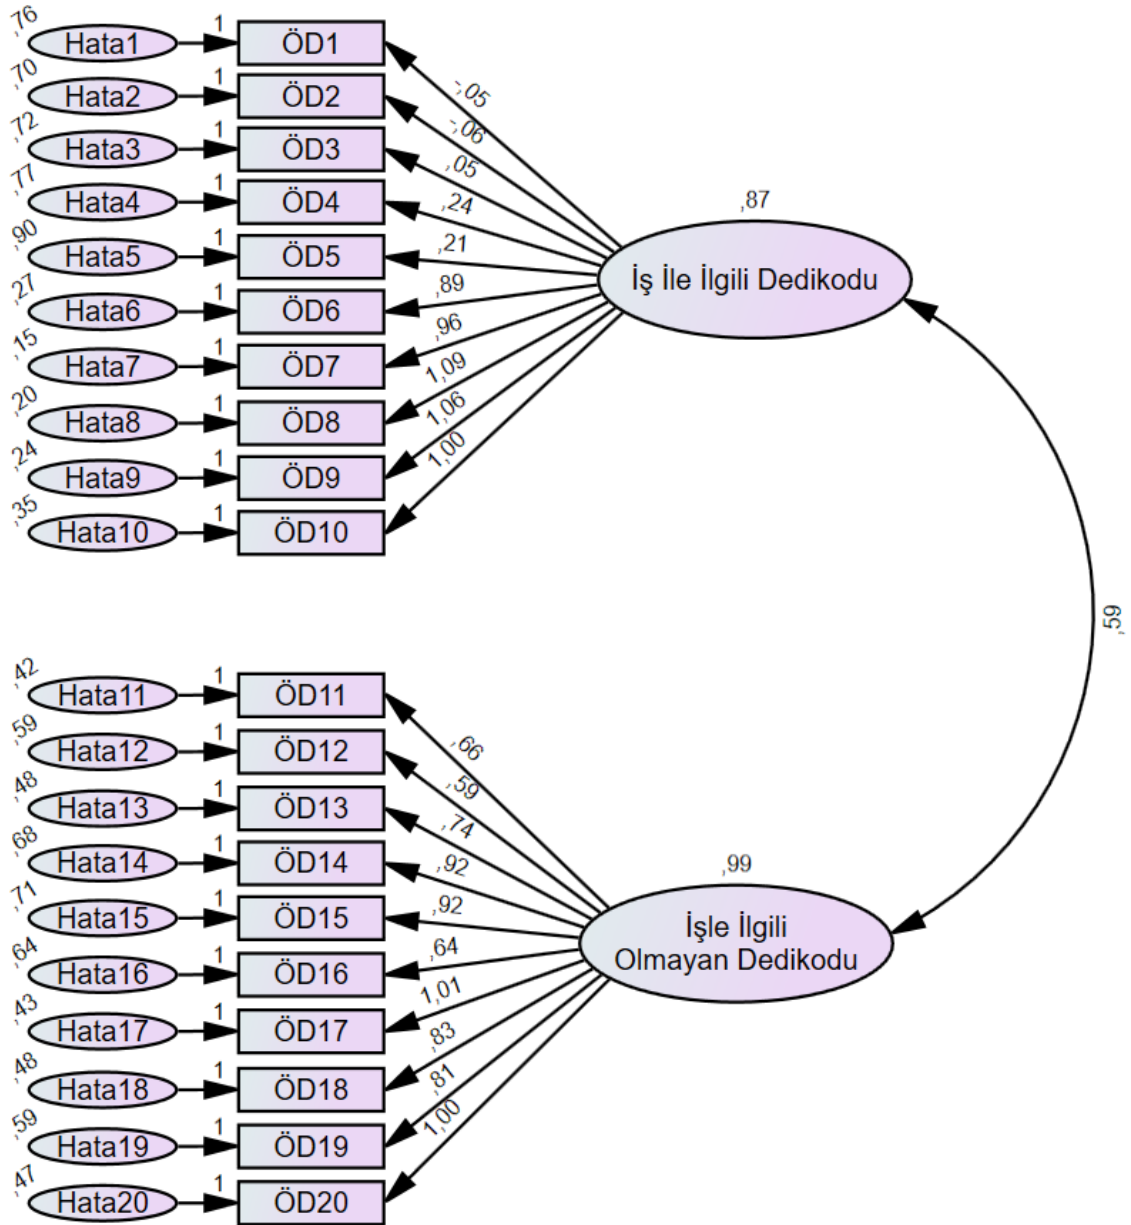 ,76
Hata1
1
ÖD1
-,05
,70
Hata2
1
ÖD2
-,06
,72
Hata3
1
ÖD3
,05
,77
Hata4
1
ÖD4
,24
,90
Hata5
1
ÖD5
,21
,27
Hata6
1
ÖD6
,89
,15
Hata7
1
ÖD7
,96
,20
Hata8
1
ÖD8
1,09
,24
Hata9
1
ÖD9
1,06
,35
Hata10
1
ÖD10
1,00
,87
İş İle İlgili Dedikodu
,59
,42
Hata11
1
ÖD11
,66
,59
Hata12
1
ÖD12
,59
,48
Hata13
1
ÖD13
,74
,68
Hata14
1
ÖD14
,92
,71
Hata15
1
ÖD15
,92
,64
Hata16
1
ÖD16
,64
,43
Hata17
1
ÖD17
1,01
,48
Hata18
1
ÖD18
,83
,59
Hata19
1
ÖD19
,81
,47
Hata20
1
ÖD20
1,00
,99
İşle İlgili
Olmayan Dedikodu